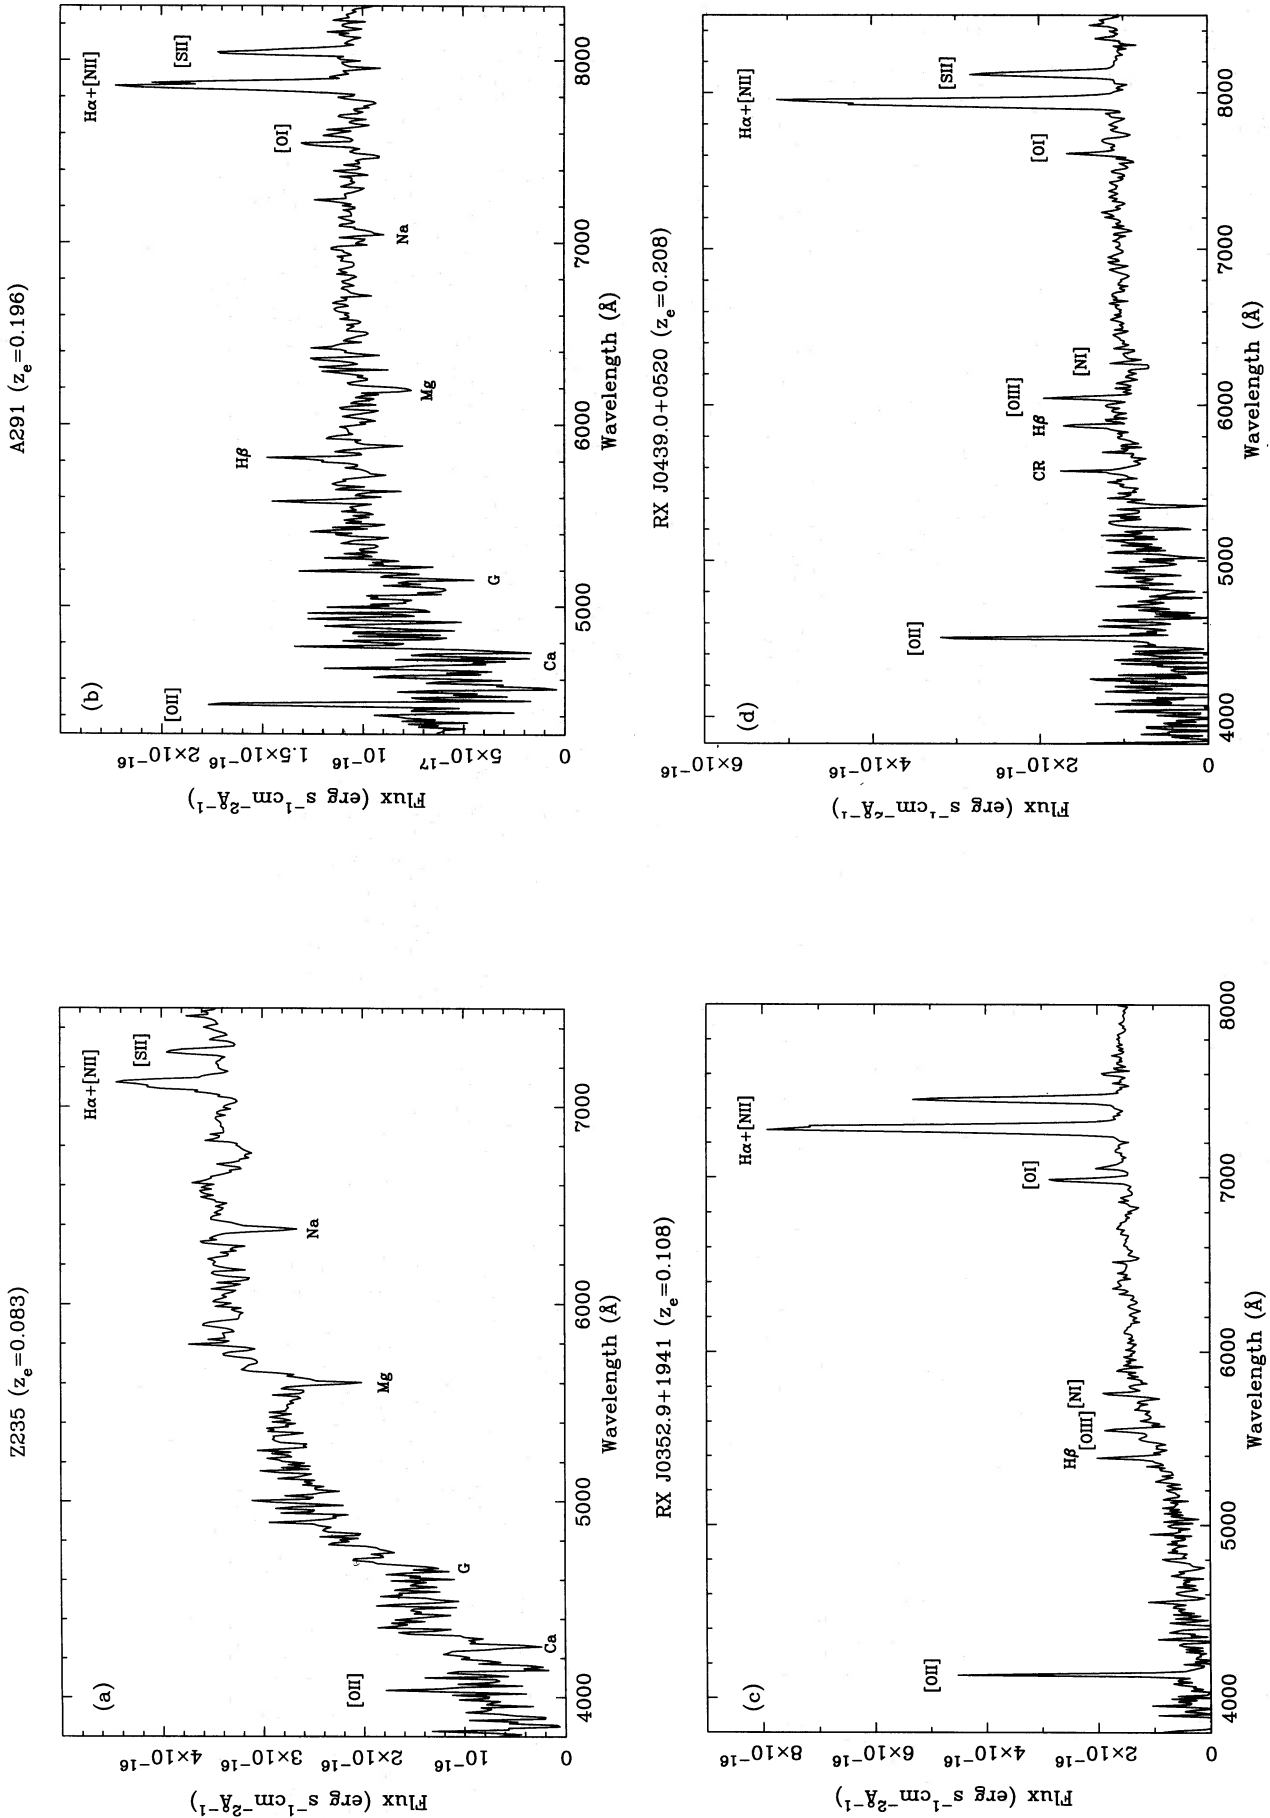 Z235 (z_e=0.083)
(a)
4×10⁻¹⁶
3×10⁻¹⁶
2×10⁻¹⁶
10⁻¹⁶
0
Flux (erg s⁻¹cm⁻²Å⁻¹)
[OII]
Ca
G
Mg
Na
Hα+[NII]
[SII]
4000
5000
6000
7000
Wavelength (Å)
A291 (z_e=0.196)
(b)
2×10⁻¹⁶
1.5×10⁻¹⁶
10⁻¹⁶
5×10⁻¹⁷
0
Flux (erg s⁻¹cm⁻²Å⁻¹)
[OII]
Ca
G
Hβ
Mg
Na
[OI]
Hα+[NII]
[SII]
5000
6000
7000
8000
Wavelength (Å)
RX J0352.9+1941 (z_e=0.108)
(c)
8×10⁻¹⁶
6×10⁻¹⁶
4×10⁻¹⁶
2×10⁻¹⁶
0
Flux (erg s⁻¹cm⁻²Å⁻¹)
[OII]
Hβ
[OIII]
[NI]
[OI]
Hα+[NII]
4000
5000
6000
7000
8000
Wavelength (Å)
RX J0439.0+0520 (z_e=0.208)
(d)
6×10⁻¹⁶
4×10⁻¹⁶
2×10⁻¹⁶
0
Flux (erg s⁻¹cm⁻²Å⁻¹)
[OII]
CR
Hβ
[OIII]
[NI]
[OI]
Hα+[NII]
[SII]
4000
5000
6000
7000
8000
Wavelength (Å)